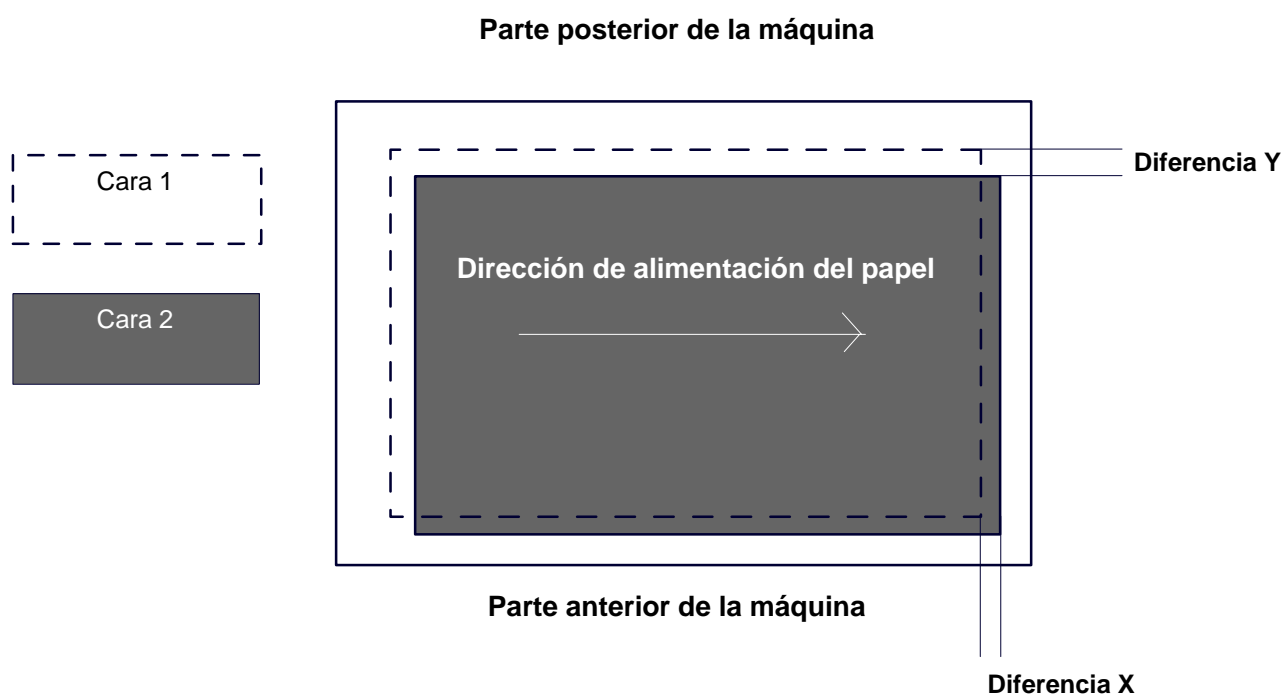 Parte posterior de la máquina
Cara 1
Diferencia Y
Dirección de alimentación del papel
Cara 2
Parte anterior de la máquina
Diferencia X